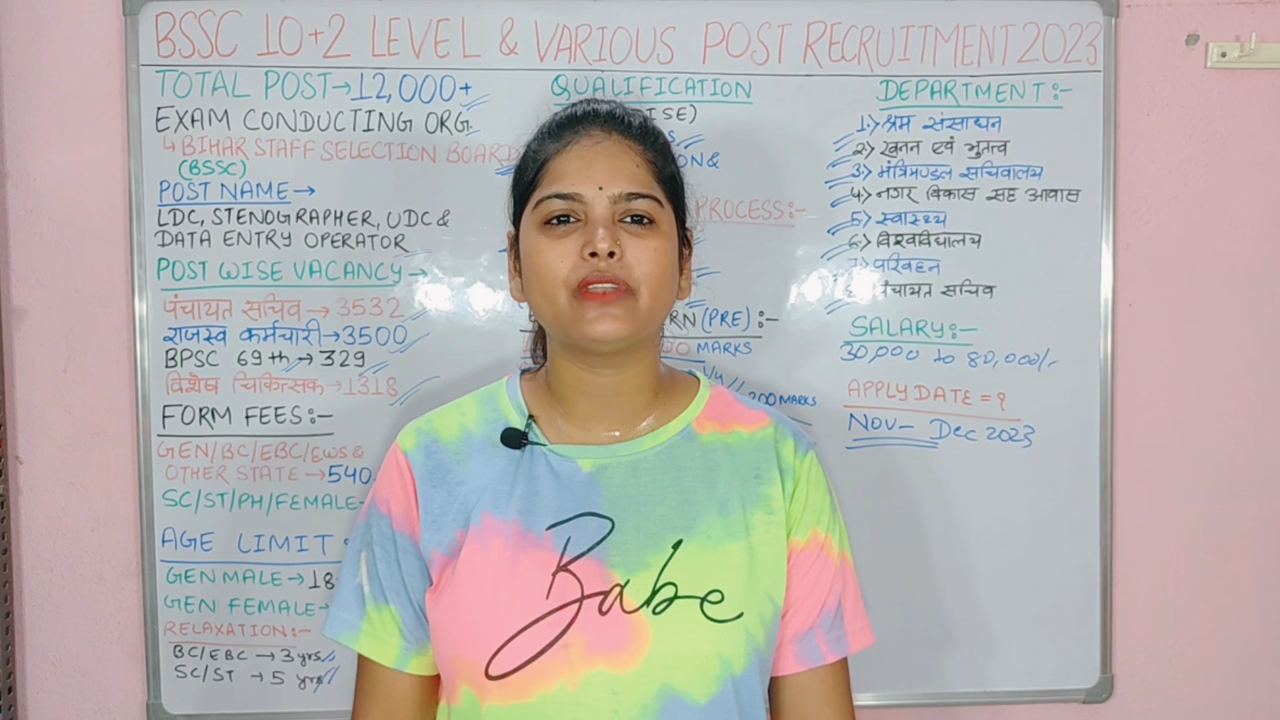 BSSC 10+2 LEVEL & VARIOUS POST RECRUITMENT 2023
TOTAL POST→12,000+
EXAM CONDUCTING ORG.
↳ BIHAR STAFF SELECTION BOARD
(BSSC)
POST NAME→
LDC, STENOGRAPHER, UDC &
DATA ENTRY OPERATOR
POST WISE VACANCY→
पंचायत सचिव→3532
राजस्व कर्मचारी→3500
BPSC 69th→329
विशेष चिकित्सक→1318
FORM FEES:-
GEN/BC/EBC/EWS &
OTHER STATE→540
SC/ST/PH/FEMALE-
AGE LIMIT
GEN MALE→18
GEN FEMALE-
RELAXATION:-
BC/EBC→3 yrs
SC/ST→5 yrs
QUALIFICATION
PROCESS:-
(PRE):-
MARKS
200 MARKS
DEPARTMENT:-
1.> श्रम संसाधन
2.> खनन एवं भुतत्व
3.> मंत्रिमण्डल सचिवालय
4.> नगर विकास सह आवास
5.> स्वास्थ्य
6.> विश्वविद्यालय
7.> परिवहन
पंचायत सचिव
SALARY:-
30,000 to 80,000/-
APPLY DATE = ?
Nov- Dec 2023
Babe